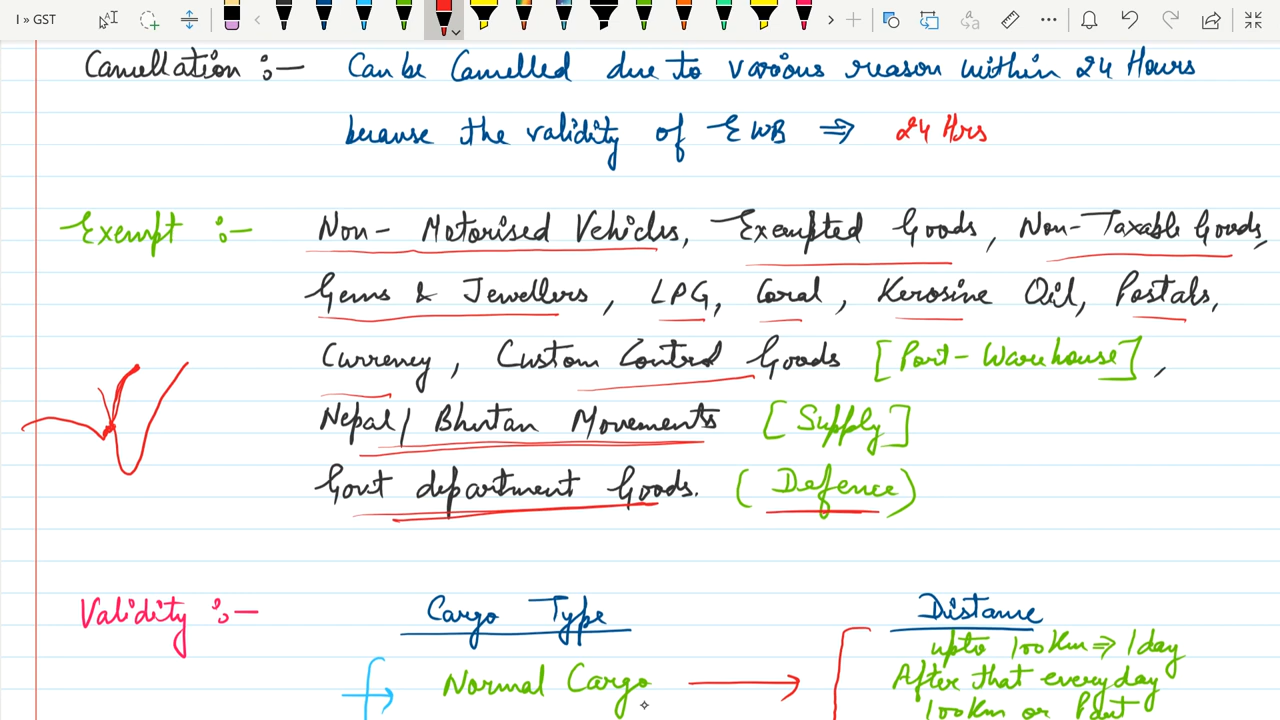 I » GST
Cancellation :- Can be Cancelled due to various reason within 24 Hours
because the validity of EWB ⇒ 24 Hrs
Exempt :- Non-Motorised Vehicles, Exempted Goods, Non-Taxable Goods,
Gems & Jewellers, LPG, Coral, Kerosine Oil, Postals,
Currency, Custom Control Goods [Port-Warehouse],
Nepal/Bhutan Movements [Supply]
Govt department Goods. (Defence)
Validity :- Cargo Type Distance
upto 100Km ⇒ 1day
Normal Cargo → After that everyday
100Km or Part